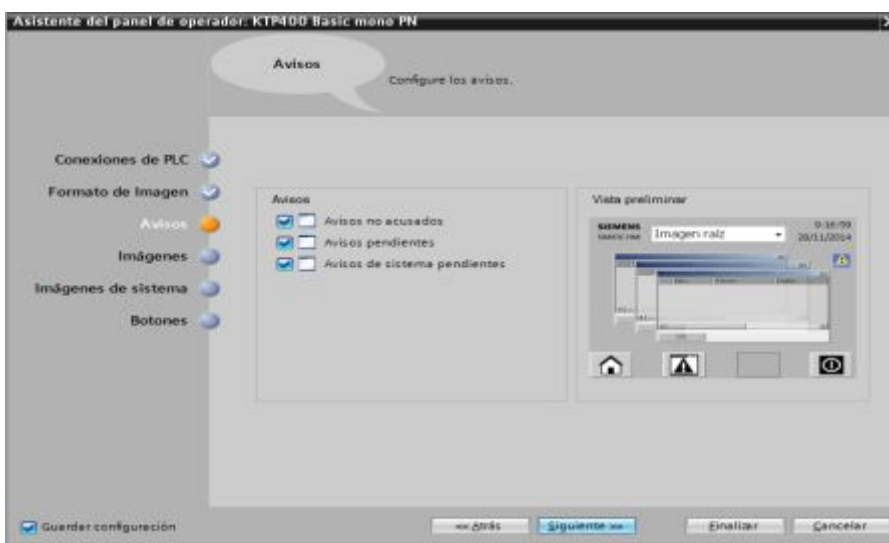 Asistente del panel de operador: KTP400 Basic mono PN
Avisos
Configure los avisos.
Conexiones de PLC
Formato de Imagen
Avisos
Imágenes
Imágenes de sistema
Botones
Avisos
Avisos no acusados
Avisos pendientes
Avisos de sistema pendientes
Vista preliminar
SIEMENS
SIMATIC HMI
Imagen raíz
20/11/2014
Guardar configuración
<< Atrás
Siguiente >>
Finalizar
Cancelar